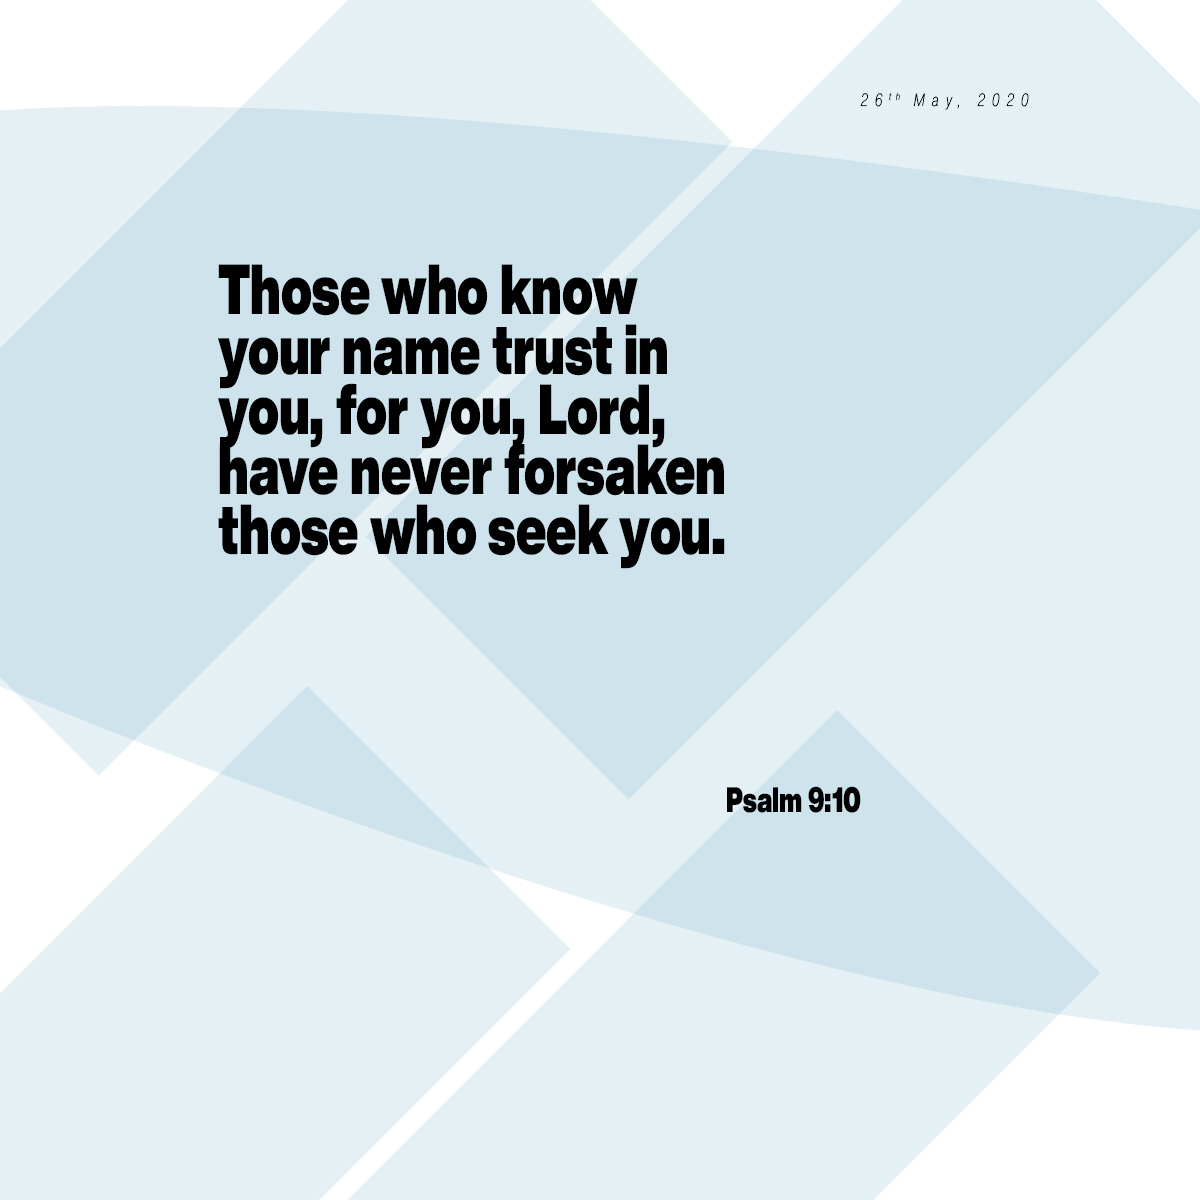 26th May, 2020
Those who know
your name trust in
you, for you, Lord,
have never forsaken
those who seek you.
Psalm 9:10